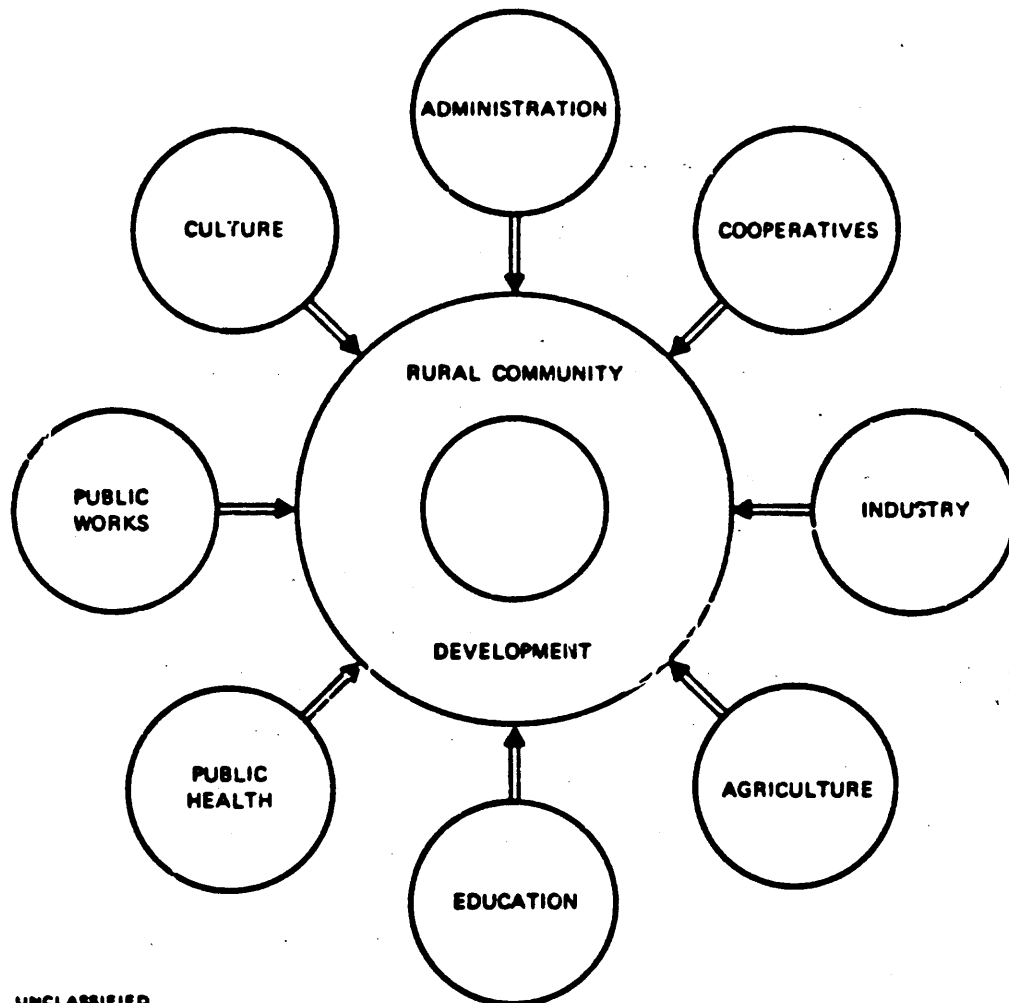 ADMINISTRATION
CULTURE
COOPERATIVES
RURAL COMMUNITY
PUBLIC
WORKS
INDUSTRY
DEVELOPMENT
PUBLIC
HEALTH
AGRICULTURE
EDUCATION
UNCLASSIFIED